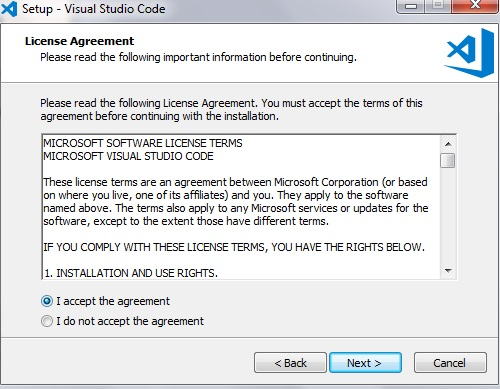 Setup - Visual Studio Code
License Agreement
Please read the following important information before continuing.
Please read the following License Agreement. You must accept the terms of this
agreement before continuing with the installation.
MICROSOFT SOFTWARE LICENSE TERMS
MICROSOFT VISUAL STUDIO CODE
These license terms are an agreement between Microsoft Corporation (or based
on where you live, one of its affiliates) and you. They apply to the software
named above. The terms also apply to any Microsoft services or updates for the
software, except to the extent those have different terms.
IF YOU COMPLY WITH THESE LICENSE TERMS, YOU HAVE THE RIGHTS BELOW.
1. INSTALLATION AND USE RIGHTS.
I accept the agreement
I do not accept the agreement
< Back Next > Cancel